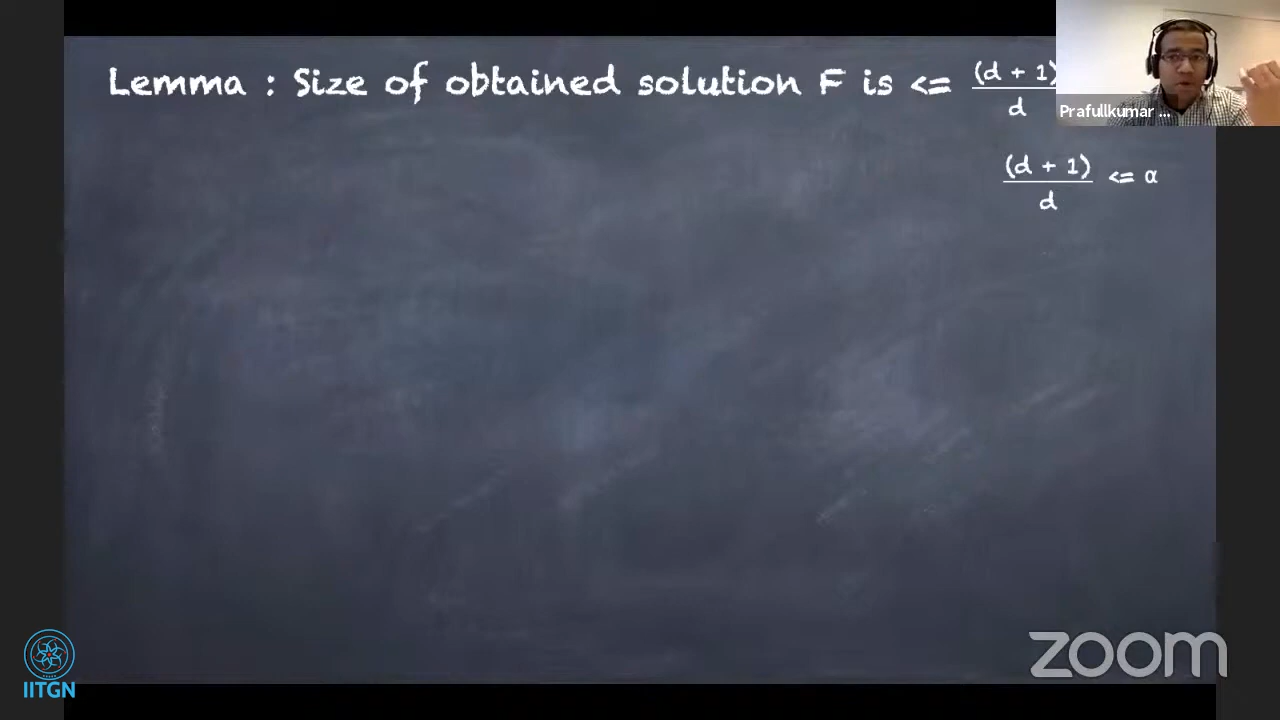 Lemma : Size of obtained solution F is <= (d + 1)
d
Prafullkumar ...
(d + 1)
d
<= α
IITGN
zoom